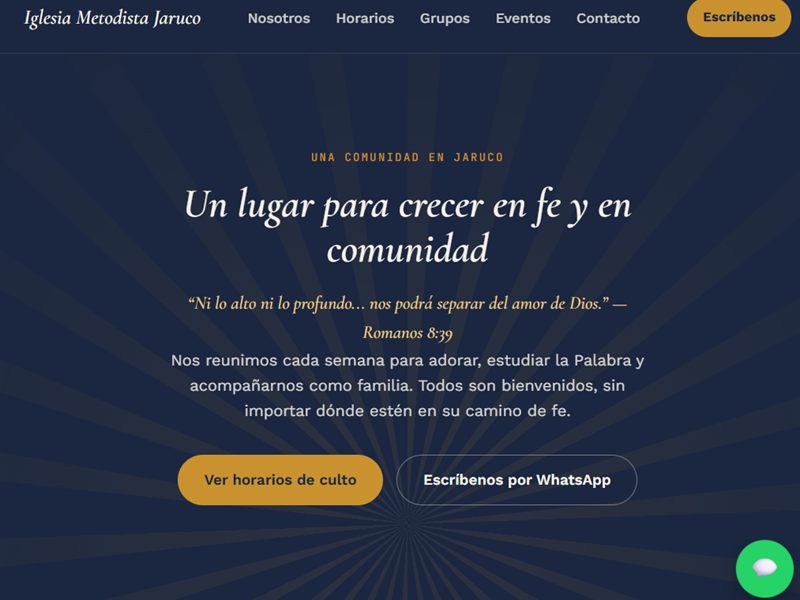 Iglesia Metodista Jaruco
Nosotros
Horarios
Grupos
Eventos
Contacto
Escríbenos
UNA COMUNIDAD EN JARUCO
Un lugar para crecer en fe y en
comunidad
“Ni lo alto ni lo profundo… nos podrá separar del amor de Dios.” —
Romanos 8:39
Nos reunimos cada semana para adorar, estudiar la Palabra y
acompañarnos como familia. Todos son bienvenidos, sin
importar dónde estén en su camino de fe.
Ver horarios de culto
Escríbenos por WhatsApp